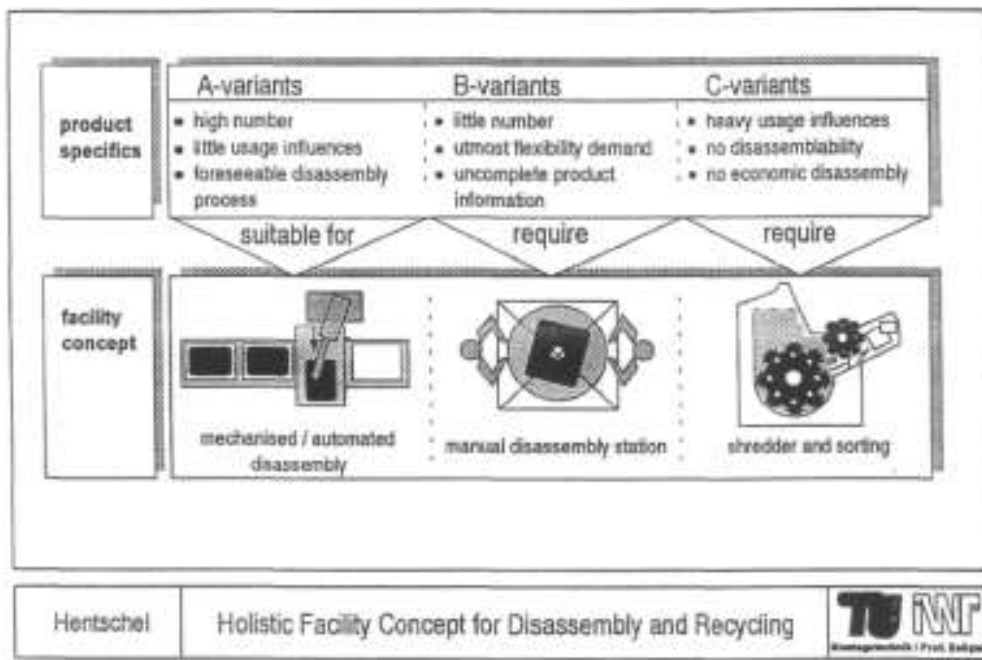 A-variants B-variants C-variants
product
specifics
• high number
• little usage influences
• foreseeable disassembly
process
• little number
• utmost flexibility demand
• uncomplete product
information
• heavy usage influences
• no disassemblability
• no economic disassembly
suitable for require require
facility
concept
mechanised / automated
disassembly
manual disassembly station
shredder and sorting
Hentschel
Holistic Facility Concept for Disassembly and Recycling
TU
Montagetechnik / Prof.